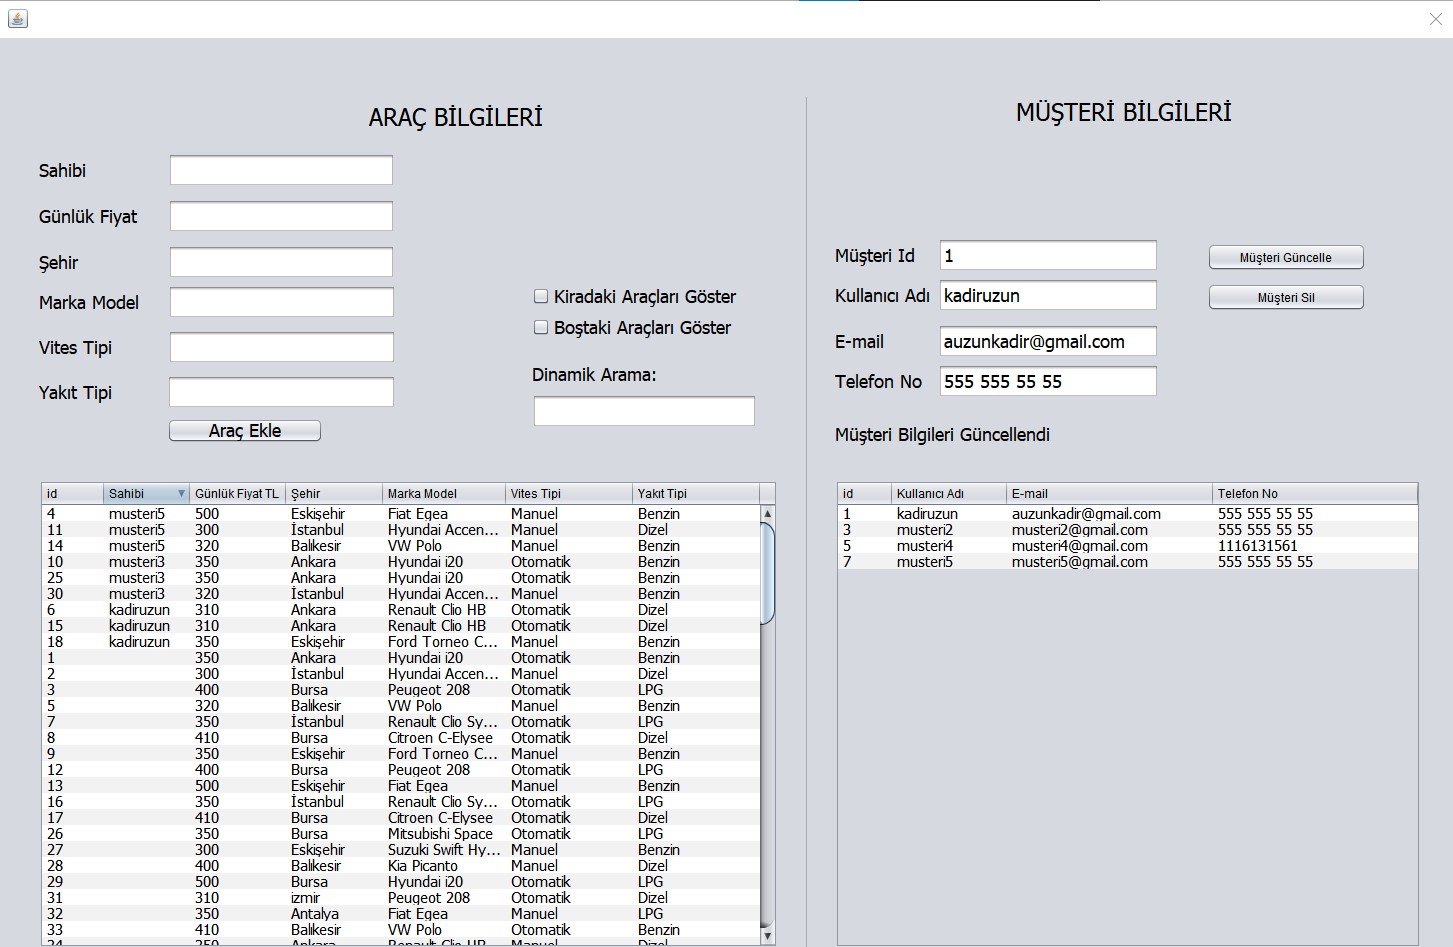 ARAÇ BİLGİLERİ
Sahibi
Günlük Fiyat
Şehir
Marka Model
Vites Tipi
Yakıt Tipi
Araç Ekle
Kiradaki Araçları Göster
Boştaki Araçları Göster
Dinamik Arama:
id Sahibi Günlük Fiyat TL Şehir Marka Model Vites Tipi Yakıt Tipi
4 musteri5 500 Eskişehir Fiat Egea Manuel Benzin
11 musteri5 300 İstanbul Hyundai Accen... Manuel Dizel
14 musteri5 320 Balıkesir VW Polo Manuel Benzin
10 musteri3 350 Ankara Hyundai i20 Otomatik Benzin
25 musteri3 350 Ankara Hyundai i20 Otomatik Benzin
30 musteri3 320 İstanbul Hyundai Accen... Manuel Benzin
6 kadiruzun 310 Ankara Renault Clio HB Otomatik Dizel
15 kadiruzun 310 Ankara Renault Clio HB Otomatik Dizel
18 kadiruzun 350 Eskişehir Ford Torneo C... Manuel Benzin
1 350 Ankara Hyundai i20 Otomatik Benzin
2 300 İstanbul Hyundai Accen... Manuel Dizel
3 400 Bursa Peugeot 208 Otomatik LPG
5 320 Balıkesir VW Polo Manuel Benzin
7 350 İstanbul Renault Clio Sy... Otomatik LPG
8 410 Bursa Citroen C-Elysee Otomatik Dizel
9 350 Eskişehir Ford Torneo C... Manuel Benzin
12 400 Bursa Peugeot 208 Otomatik LPG
13 500 Eskişehir Fiat Egea Manuel Benzin
16 350 İstanbul Renault Clio Sy... Otomatik LPG
17 410 Bursa Citroen C-Elysee Otomatik Dizel
26 350 Bursa Mitsubishi Space Otomatik LPG
27 300 Eskişehir Suzuki Swift Hy... Manuel Benzin
28 400 Balıkesir Kia Picanto Manuel Dizel
29 500 Bursa Hyundai i20 Otomatik LPG
31 310 izmir Peugeot 208 Otomatik Dizel
32 350 Antalya Fiat Egea Manuel LPG
33 410 Balıkesir VW Polo Otomatik Benzin
MÜŞTERİ BİLGİLERİ
Müşteri Id 1
Kullanıcı Adı kadiruzun
E-mail auzunkadir@gmail.com
Telefon No 555 555 55 55
Müşteri Güncelle
Müşteri Sil
Müşteri Bilgileri Güncellendi
id Kullanıcı Adı E-mail Telefon No
1 kadiruzun auzunkadir@gmail.com 555 555 55 55
3 musteri2 musteri2@gmail.com 555 555 55 55
5 musteri4 musteri4@gmail.com 1116131561
7 musteri5 musteri5@gmail.com 555 555 55 55